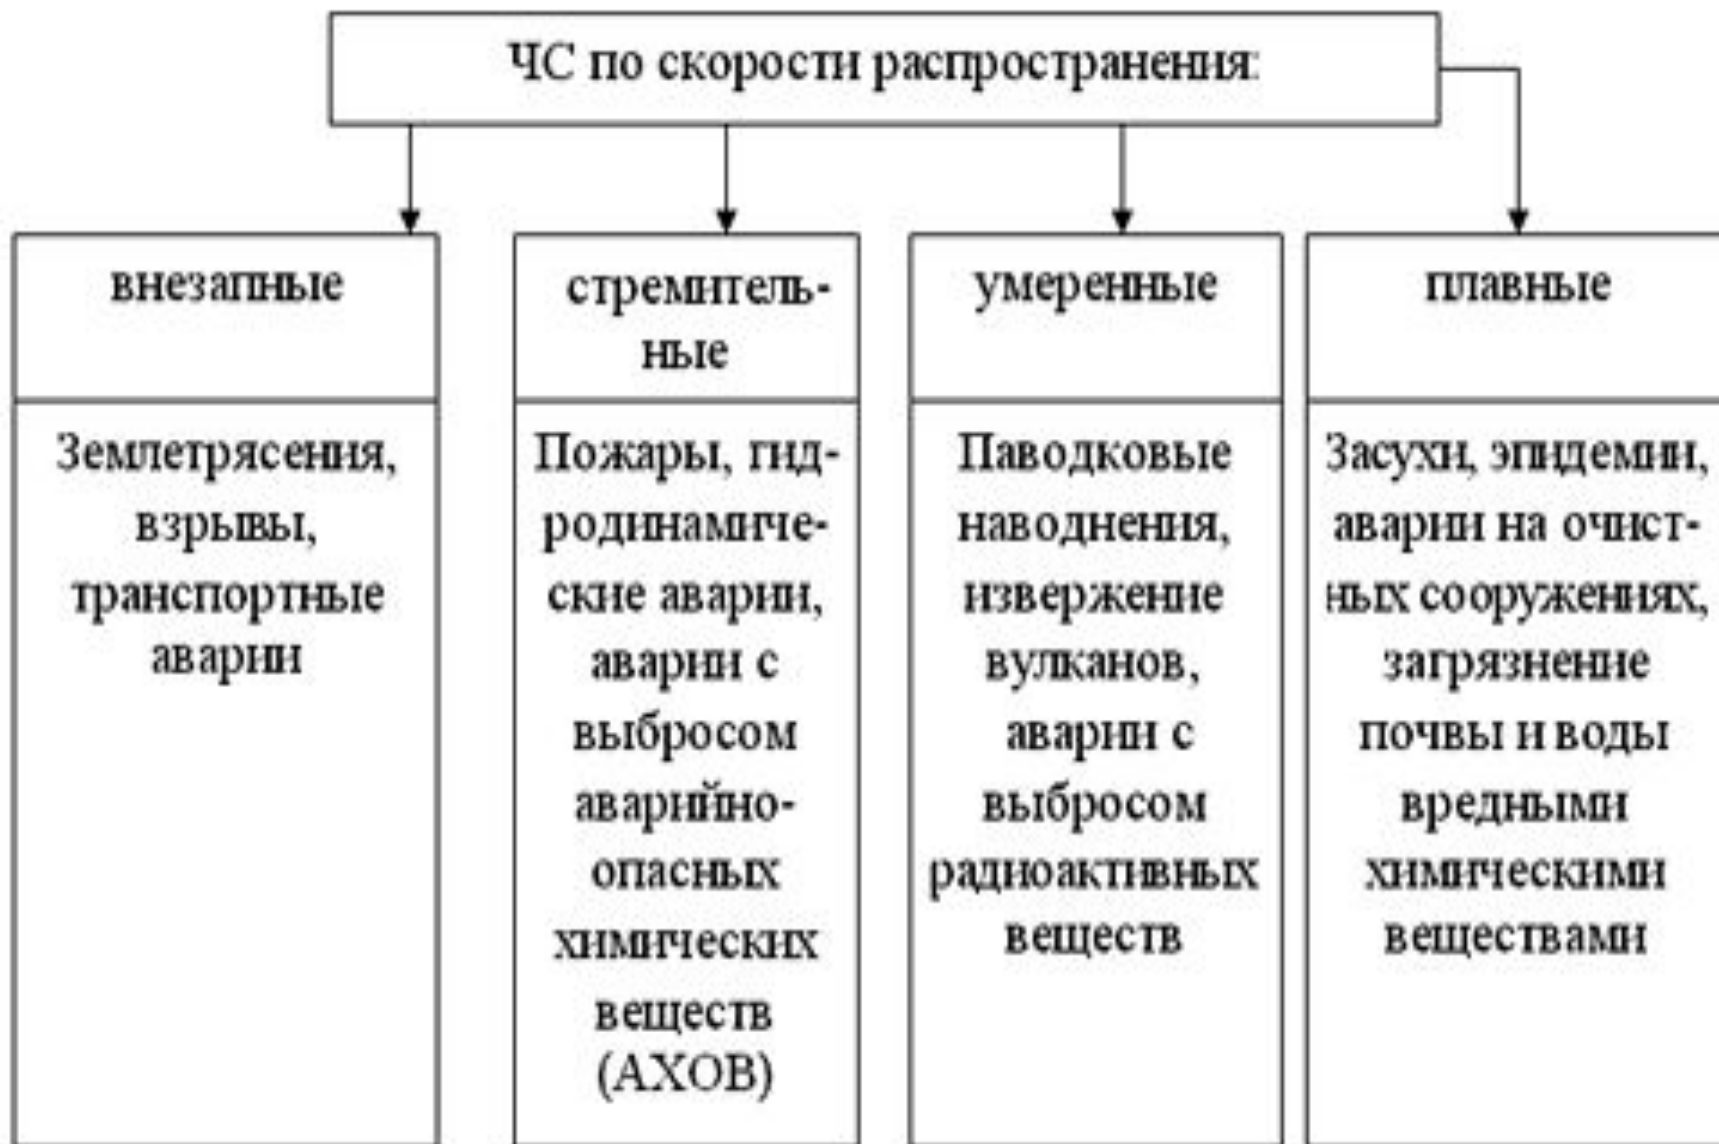 ЧС по скорости распространения:
внезапные
Землетрясения,
взрывы,
транспортные
аварии
стремитель-
ные
Пожары, гид-
родинамиче-
ские аварии,
аварии с
выбросом
аварийно-
опасных
химических
веществ
(АХОВ)
умеренные
Паводковые
наводнения,
извержение
вулканов,
аварии с
выбросом
радиоактивных
веществ
плавные
Засухи, эпидемии,
аварии на очист-
ных сооружениях,
загрязнение
почвы и воды
вредными
химическими
веществами